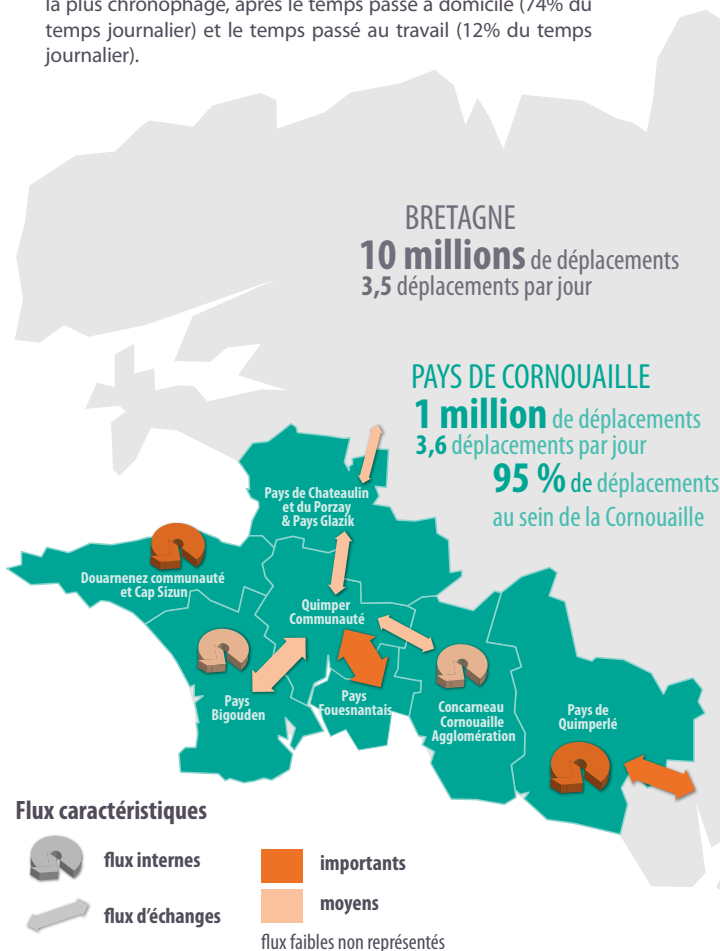 la plus chronophage, après le temps passé à domicile (74% du
temps journalier) et le temps passé au travail (12% du temps
journalier).
BRETAGNE
10 millions de déplacements
3,5 déplacements par jour
PAYS DE CORNOUAILLE
1 million de déplacements
3,6 déplacements par jour
95 % de déplacements
au sein de la Cornouaille
Pays de Chateaulin
et du Porzay
& Pays Glazik
Douarnenez communauté
et Cap Sizun
Quimper
Communauté
Pays
Bigouden
Pays
Fouesnantais
Concarneau
Cornouaille
Agglomération
Pays de
Quimperlé
Flux caractéristiques
flux internes
flux d'échanges
importants
moyens
flux faibles non représentés